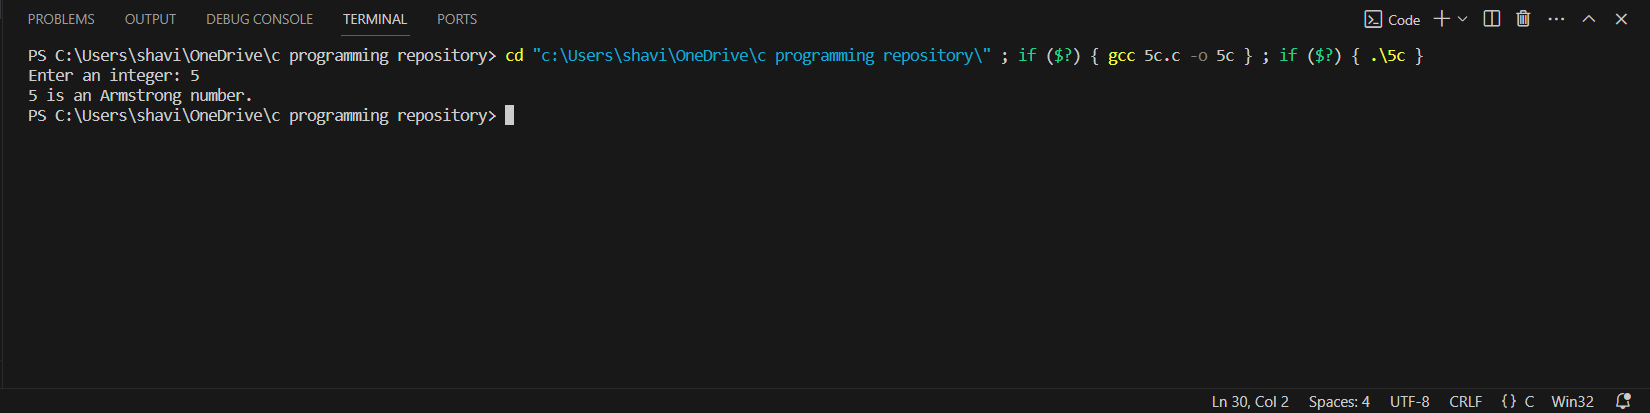 PROBLEMS OUTPUT DEBUG CONSOLE TERMINAL PORTS Code
PS C:\Users\shavi\OneDrive\c programming repository> cd "c:\Users\shavi\OneDrive\c programming repository\" ; if ($?) { gcc 5c.c -o 5c } ; if ($?) { .\5c }
Enter an integer: 5
5 is an Armstrong number.
PS C:\Users\shavi\OneDrive\c programming repository>
Ln 30, Col 2 Spaces: 4 UTF-8 CRLF {} C Win32